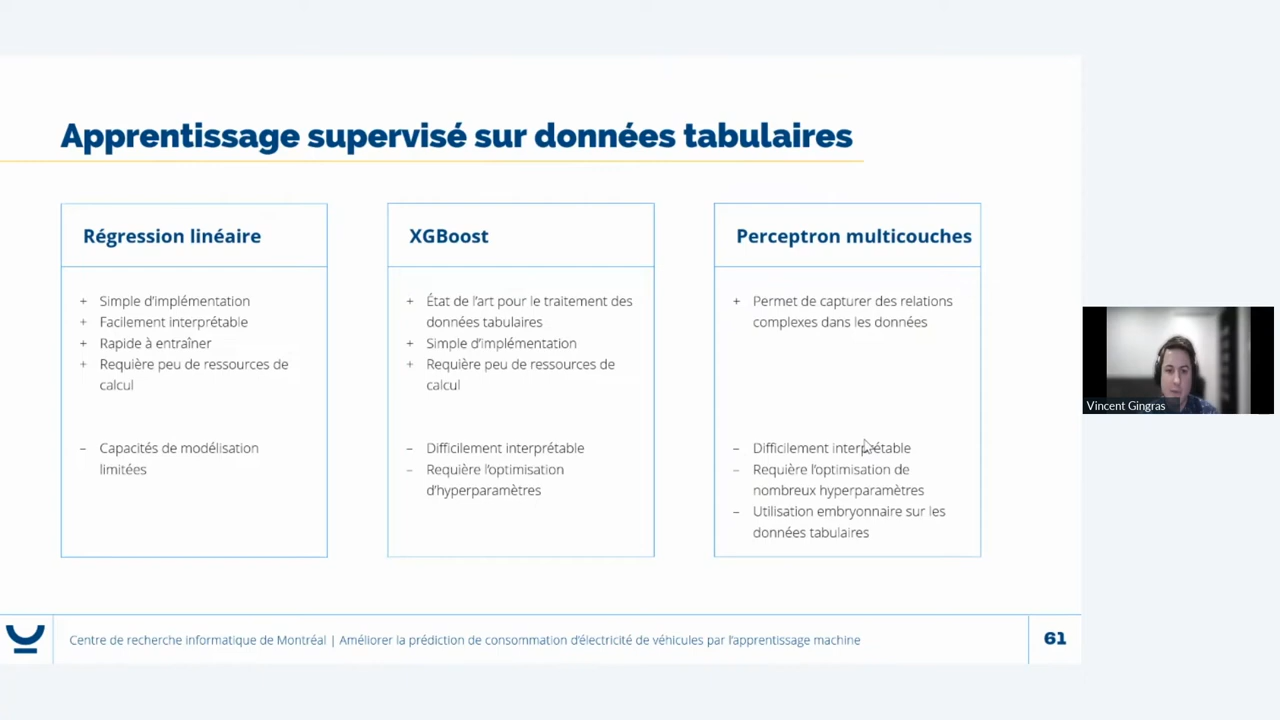 Apprentissage supervisé sur données tabulaires
Régression linéaire
+ Simple d'implémentation
+ Facilement interprétable
+ Rapide à entraîner
+ Requière peu de ressources de
calcul
– Capacités de modélisation
limitées
XGBoost
+ État de l'art pour le traitement des
données tabulaires
+ Simple d'implémentation
+ Requière peu de ressources de
calcul
– Difficilement interprétable
– Requière l'optimisation
d'hyperparamètres
Perceptron multicouches
+ Permet de capturer des relations
complexes dans les données
– Difficilement interprétable
– Requière l'optimisation de
nombreux hyperparamètres
– Utilisation embryonnaire sur les
données tabulaires
Vincent Gingras
Centre de recherche informatique de Montréal | Améliorer la prédiction de consommation d'électricité de véhicules par l'apprentissage machine
61